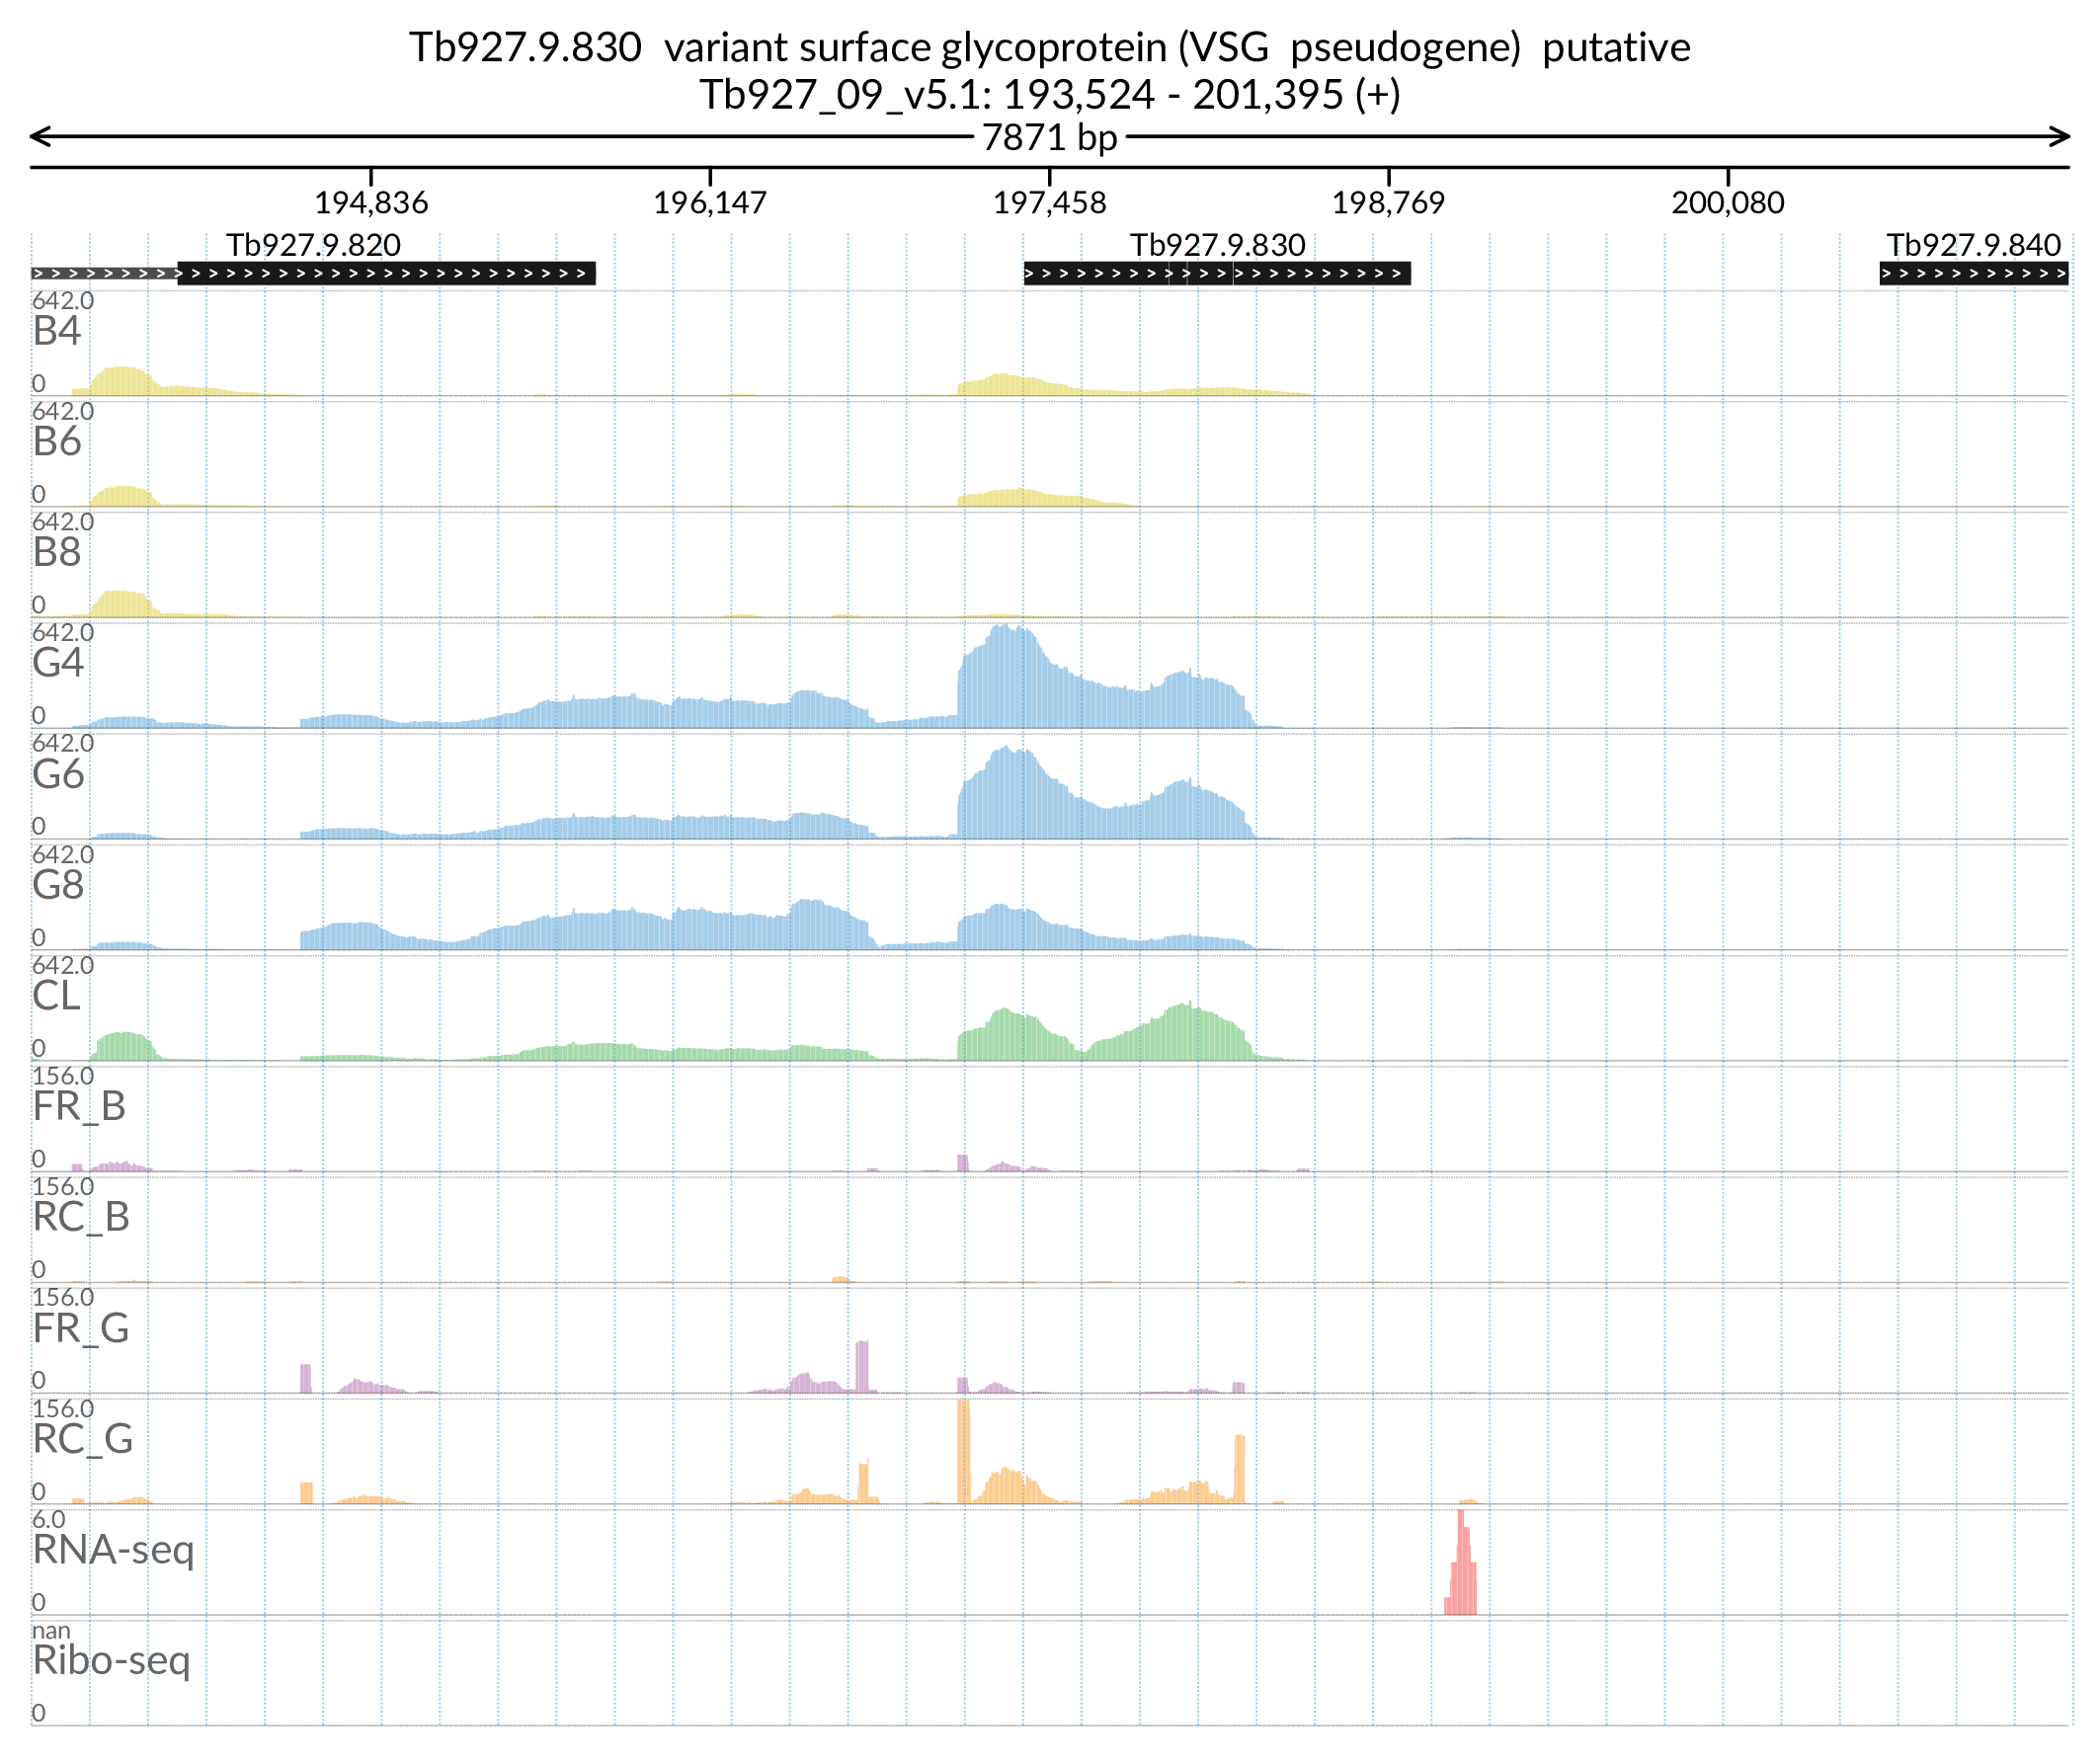 Tb927.9.830 variant surface glycoprotein (VSG pseudogene) putative
Tb927_09_v5.1: 193,524 - 201,395 (+)
7871 bp
194,836 196,147 197,458 198,769 200,080
Tb927.9.820 Tb927.9.830 Tb927.9.840
642.0
B4
0
642.0
B6
0
642.0
B8
0
642.0
G4
0
642.0
G6
0
642.0
G8
0
642.0
CL
0
156.0
FR_B
0
156.0
RC_B
0
156.0
FR_G
0
156.0
RC_G
0
6.0
RNA-seq
0
nan
Ribo-seq
0